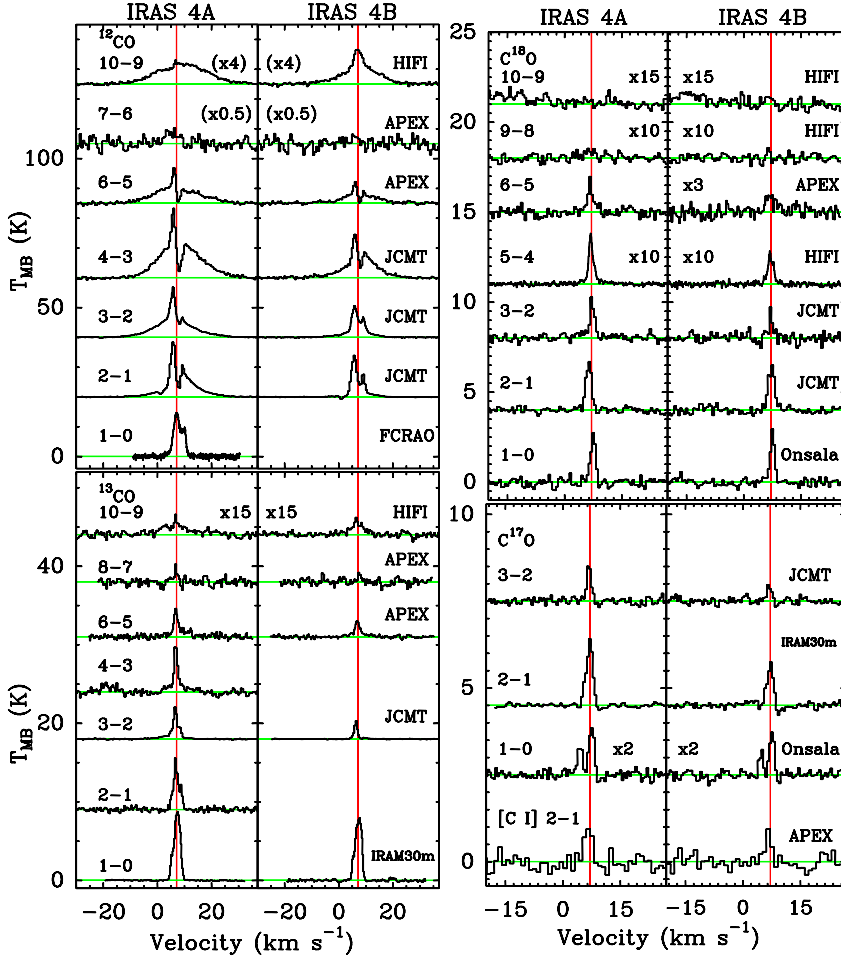 IRAS 4A IRAS 4B
¹²CO
10−9 (x4) (x4) HIFI
7−6 (x0.5) (x0.5) APEX
100
6−5 APEX
4−3 JCMT
50
3−2 JCMT
2−1 JCMT
1−0 FCRAO
0
T_MB (K)
¹³CO
10−9 x15 x15 HIFI
8−7 APEX
40
6−5 APEX
4−3
3−2 JCMT
20
2−1
1−0 IRAM30m
0
T_MB (K)
−20 0 20 −20 0 20
Velocity (km s⁻¹)
IRAS 4A IRAS 4B
25
C¹⁸O
10−9 x15 x15 HIFI
20
9−8 x10 x10 HIFI
6−5 x3 APEX
15
5−4 x10 x10 HIFI
10
3−2 JCMT
2−1 JCMT
5
1−0 Onsala
0
10
C¹⁷O
3−2 JCMT
IRAM30m
2−1
5
1−0 x2 x2 Onsala
[C I] 2−1 APEX
0
−15 0 15 −15 0 15
Velocity (km s⁻¹)